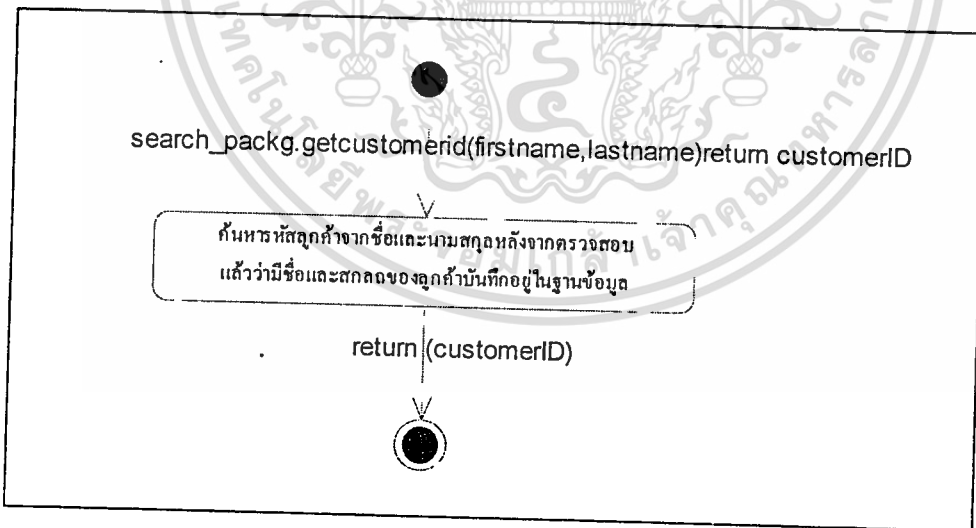 search_packg.getcustomerid(firstname,lastname)return customerID
ค้นหารหัสลูกค้าจากชื่อและนามสกุลหลังจากตรวจสอบ
แล้วว่ามีชื่อและสกลถของลูกค้าบันทึกอยู่ในฐานข้อมูล
return (customerID)